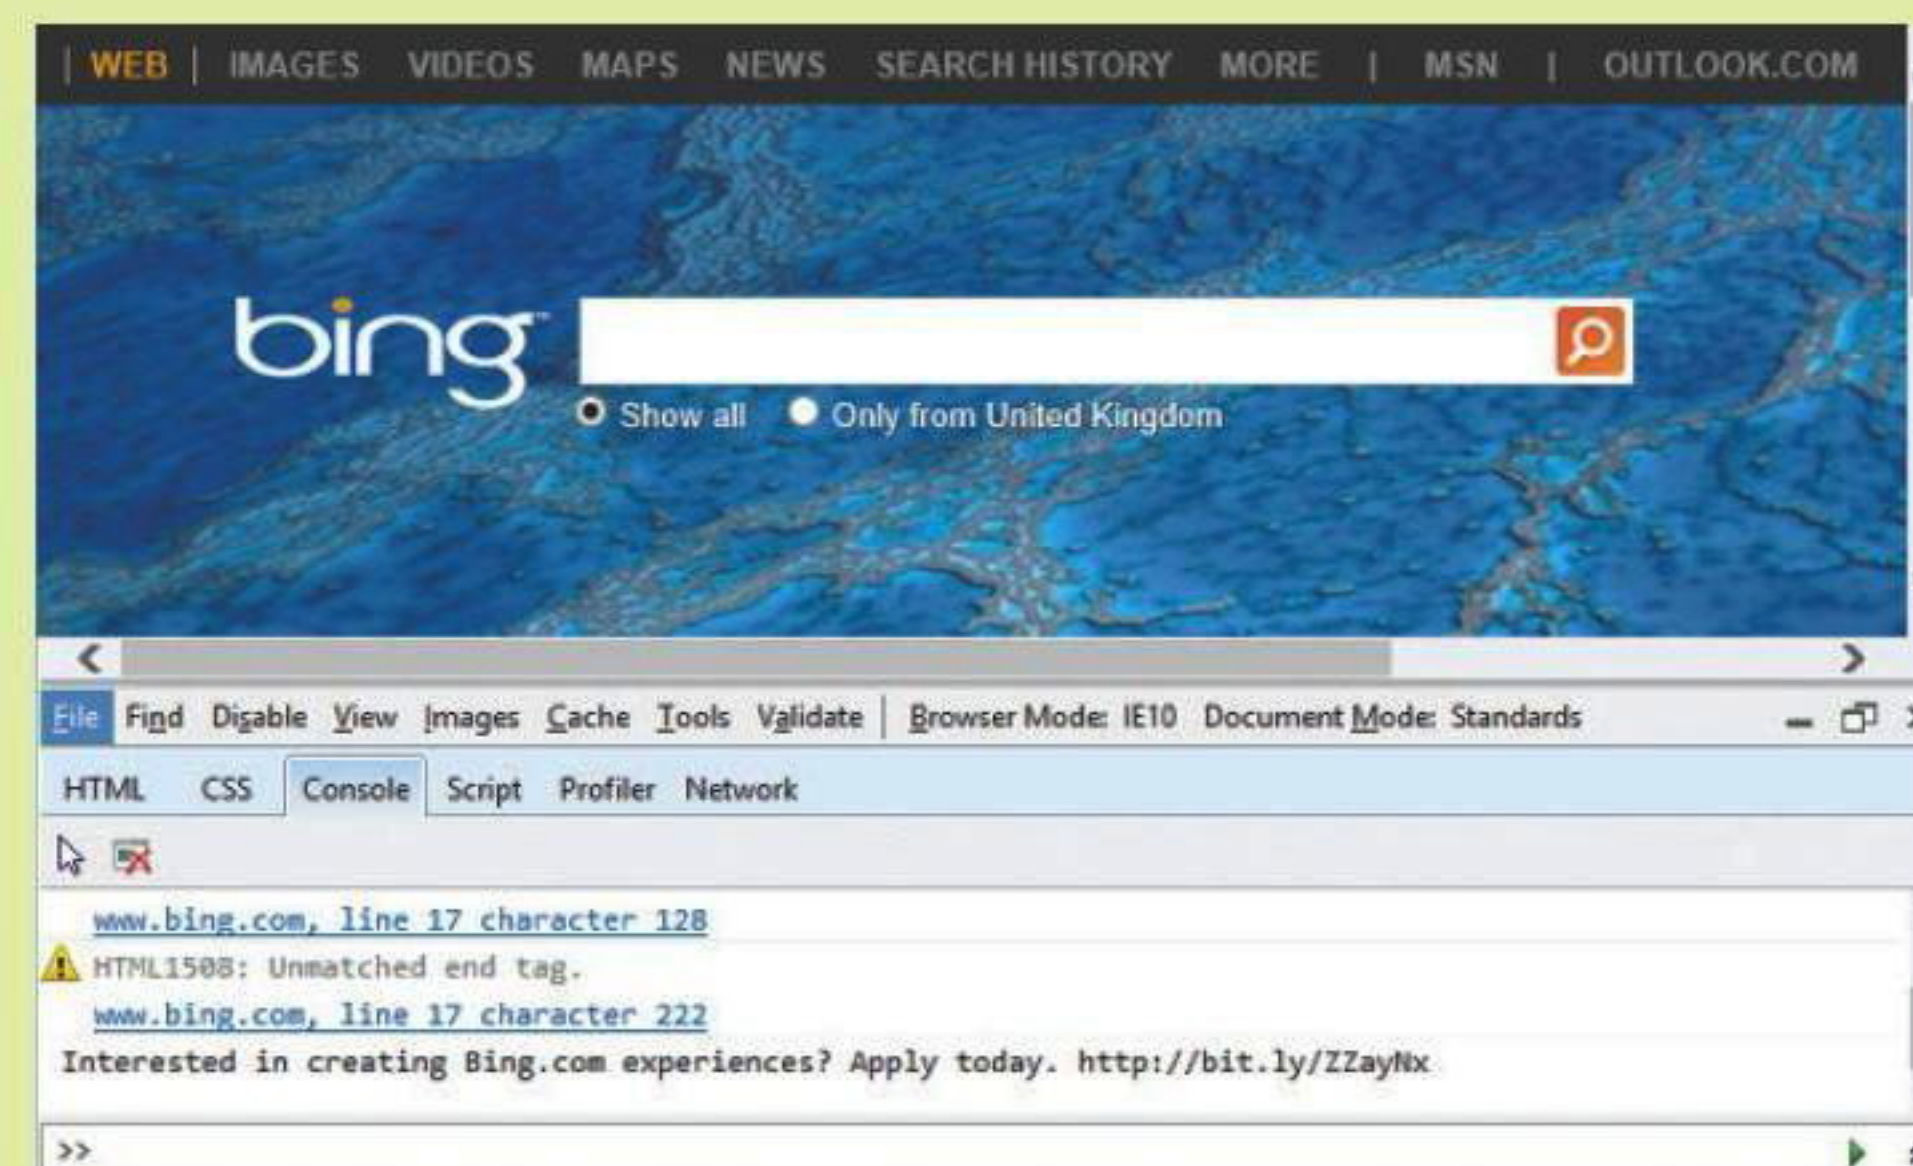 | WEB | IMAGES VIDEOS MAPS NEWS SEARCH HISTORY MORE | MSN | OUTLOOK.COM
bing™
Show all Only from United Kingdom
File Find Disable View Images Cache Tools Validate | Browser Mode: IE10 Document Mode: Standards
HTML CSS Console Script Profiler Network
www.bing.com, line 17 character 128
HTML1508: Unmatched end tag.
www.bing.com, line 17 character 222
Interested in creating Bing.com experiences? Apply today. http://bit.ly/ZZayNx
>>